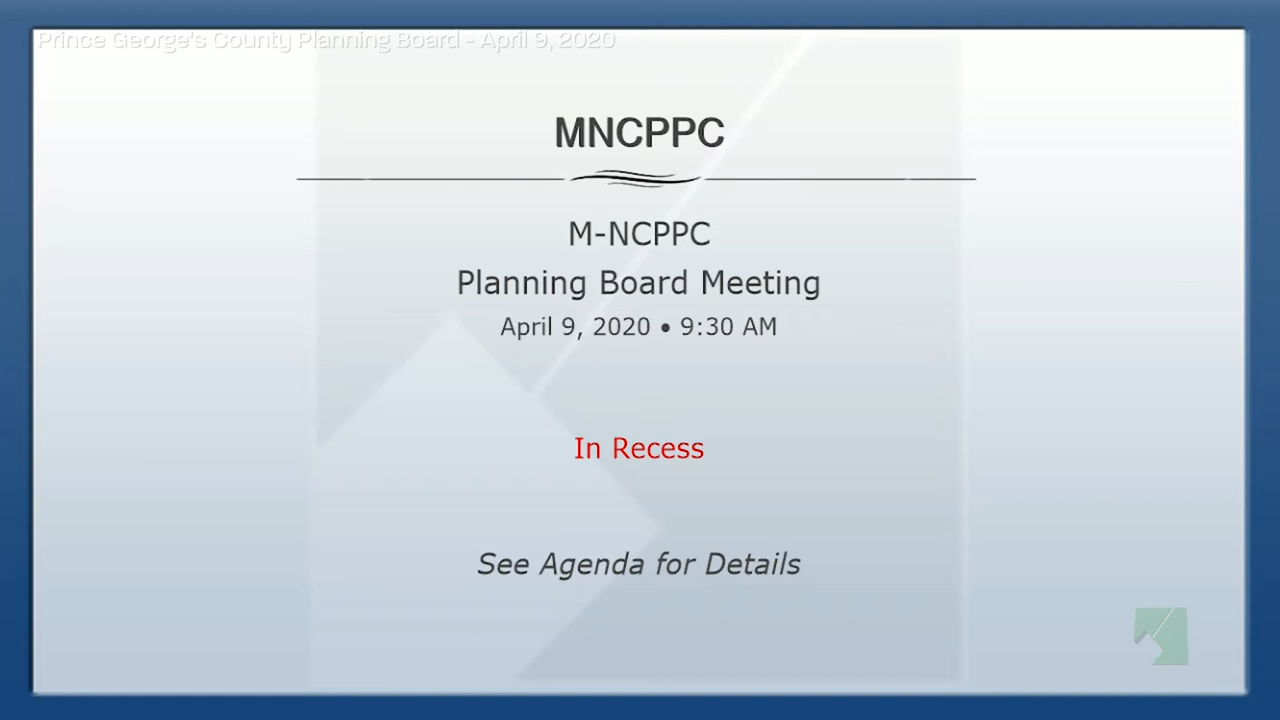 Prince George's County Planning Board - April 9, 2020
MNCPPC
M-NCPPC
Planning Board Meeting
April 9, 2020 • 9:30 AM
In Recess
See Agenda for Details